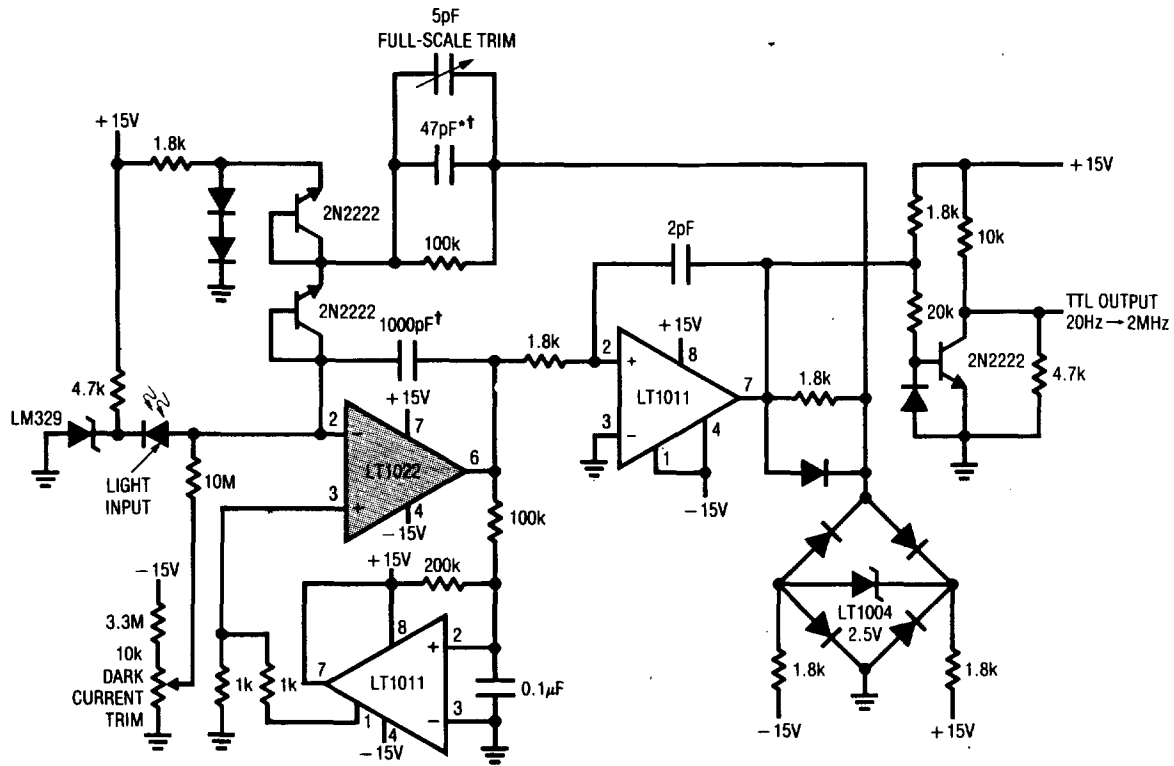 5pF
FULL-SCALE TRIM
+15V
1.8k
47pF*†
2N2222
100k
2N2222
1000pF†
2pF
+15V
1.8k
10k
20k
TTL OUTPUT
20Hz→2MHz
2N2222
4.7k
1.8k
+15V
8
2
+
LT1011
7
3
−
1
4
−15V
1.8k
4.7k
LM329
LIGHT
INPUT
10M
+15V
7
2
−
LT1022
6
3
+
4
−15V
100k
−15V
3.3M
10k
DARK
CURRENT
TRIM
1k
1k
+15V
200k
8
7
LT1011
+
2
−
3
1
4
−15V
0.1µF
LT1004
2.5V
1.8k
1.8k
−15V
+15V